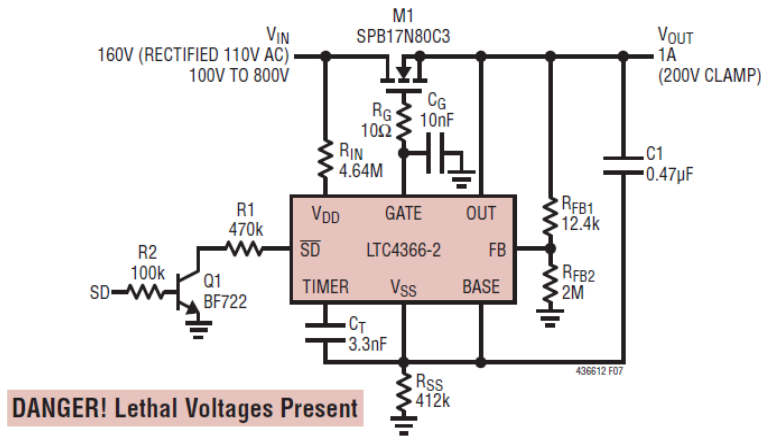 M1
SPB17N80C3
VIN
160V (RECTIFIED 110V AC)
100V TO 800V
VOUT
1A
(200V CLAMP)
RG
10Ω
CG
10nF
RIN
4.64M
C1
0.47µF
RFB1
12.4k
R1
470k
VDD
GATE
OUT
SD
LTC4366-2
FB
R2
100k
SD
Q1
BF722
TIMER
VSS
BASE
RFB2
2M
CT
3.3nF
436612 F07
RSS
412k
DANGER! Lethal Voltages Present